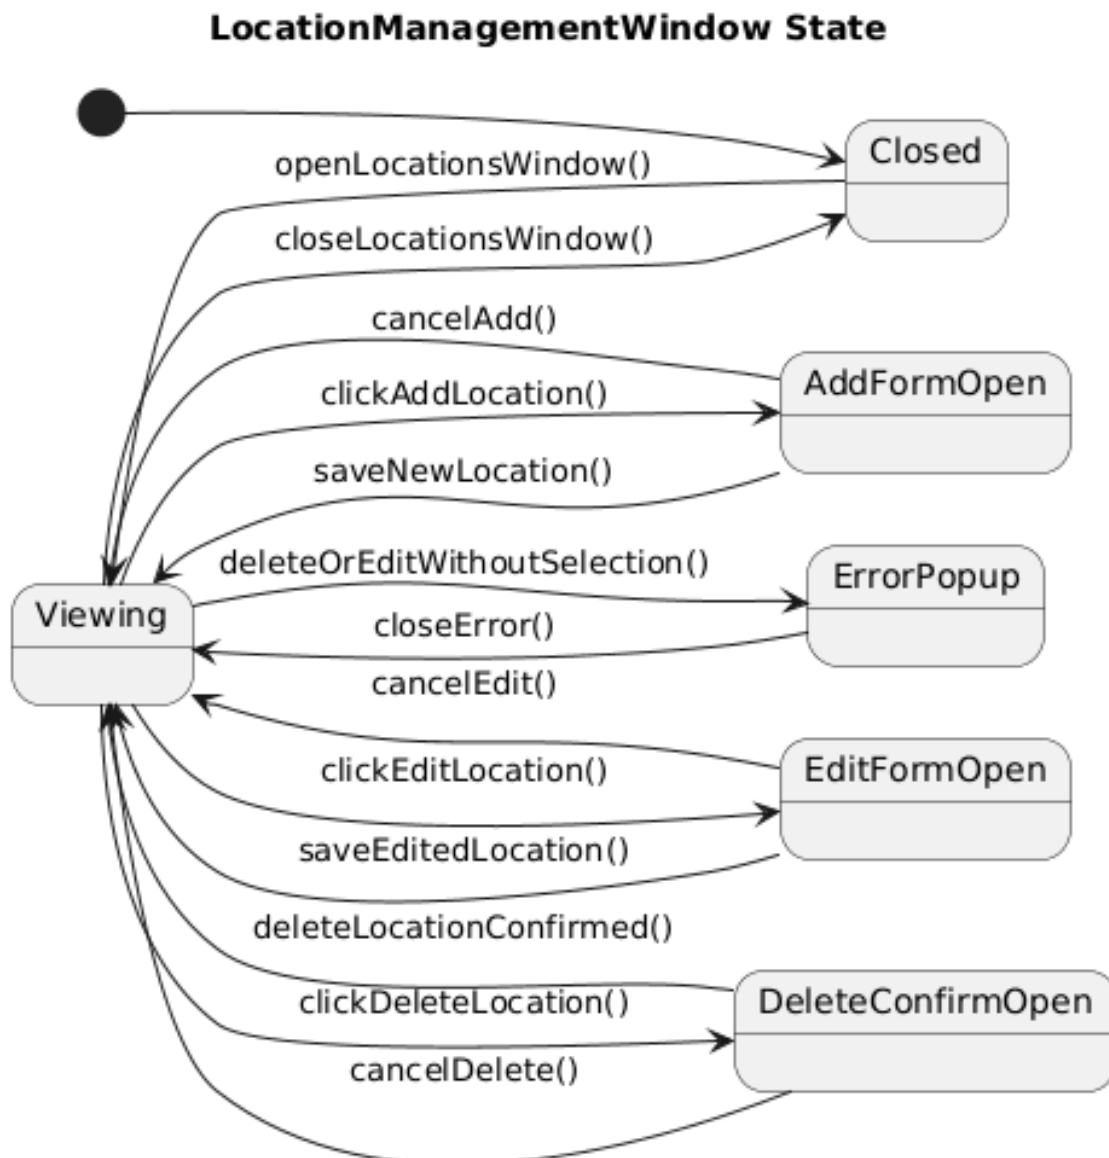 LocationManagementWindow State
Closed
openLocationsWindow()
closeLocationsWindow()
cancelAdd()
AddFormOpen
clickAddLocation()
saveNewLocation()
deleteOrEditWithoutSelection()
ErrorPopup
Viewing
closeError()
cancelEdit()
EditFormOpen
clickEditLocation()
saveEditedLocation()
deleteLocationConfirmed()
DeleteConfirmOpen
clickDeleteLocation()
cancelDelete()